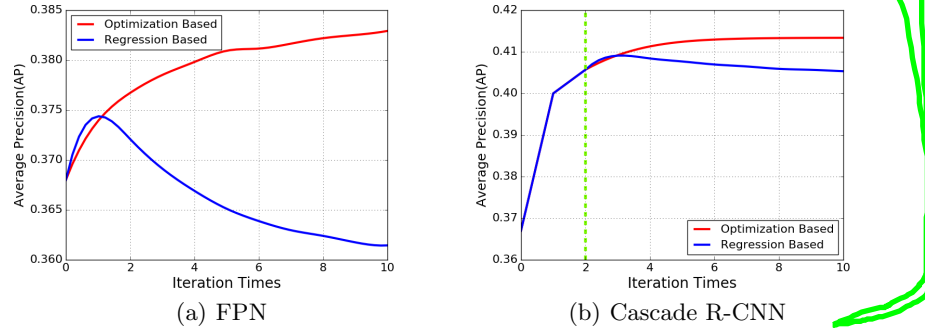 0.385
0.380
0.375
0.370
0.365
0.360
Average Precision(AP)
Optimization Based
Regression Based
0 2 4 6 8 10
Iteration Times
(a) FPN
0.42
0.41
0.40
0.39
0.38
0.37
0.36
Average Precision(AP)
Optimization Based
Regression Based
0 2 4 6 8 10
Iteration Times
(b) Cascade R-CNN